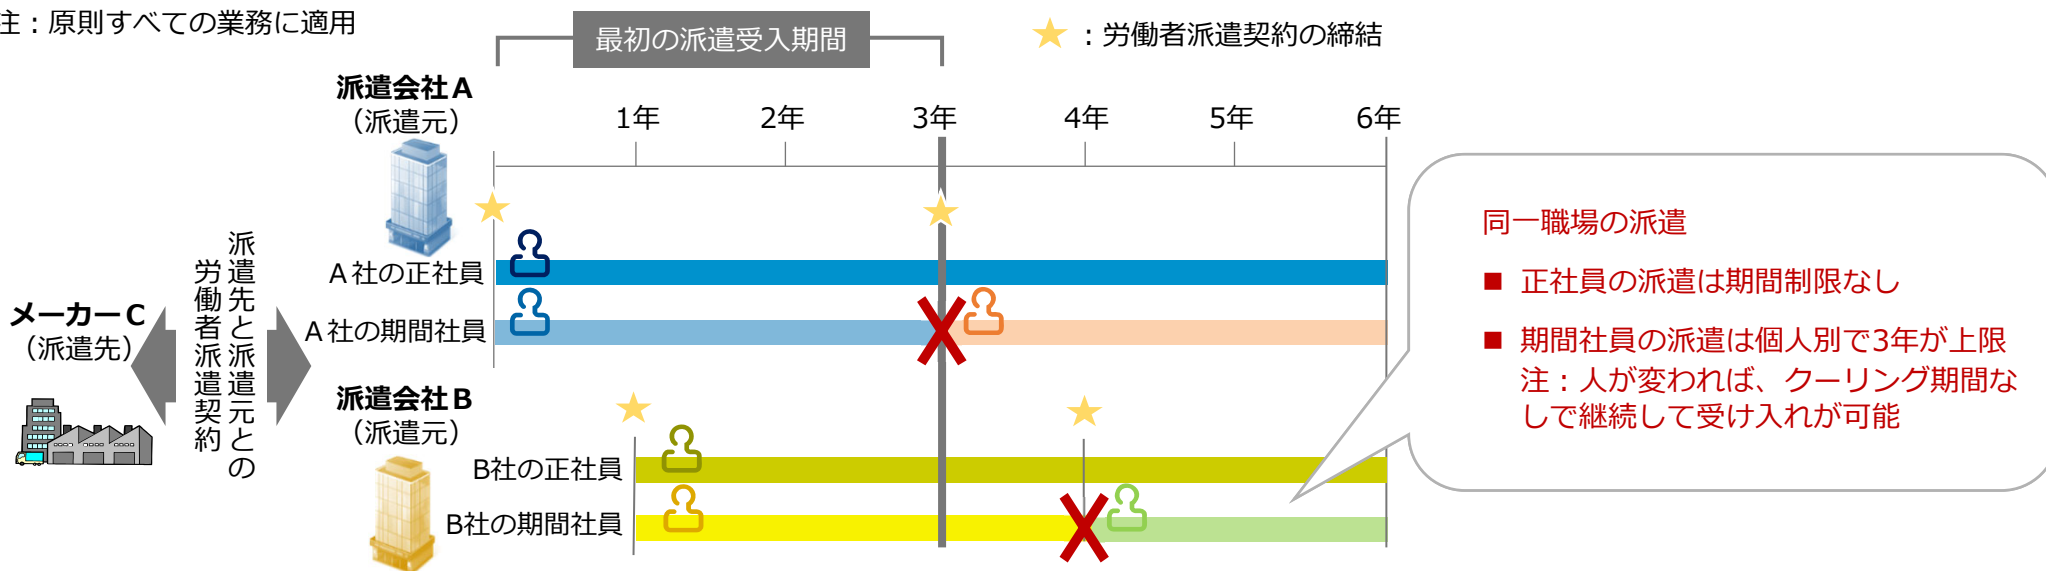 注：原則すべての業務に適用
最初の派遣受入期間
：労働者派遣契約の締結
派遣会社A
（派遣元）
1年
2年
3年
4年
5年
6年
A社の正社員
A社の期間社員
メーカーC
（派遣先）
派遣先と派遣元との
労働者派遣契約
派遣会社B
（派遣元）
B社の正社員
B社の期間社員
同一職場の派遣
■ 正社員の派遣は期間制限なし
■ 期間社員の派遣は個人別で3年が上限
注：人が変われば、クーリング期間な
しで継続して受け入れが可能